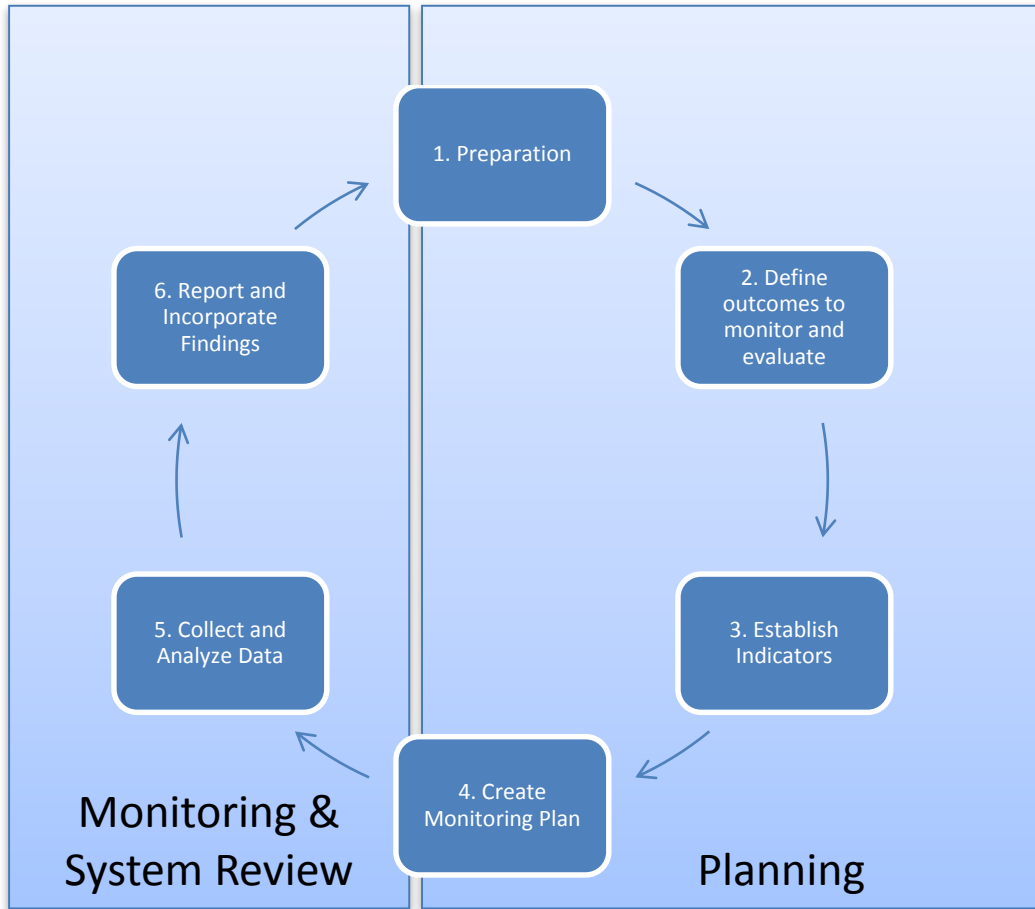 1. Preparation
2. Define
outcomes to
monitor and
evaluate
3. Establish
Indicators
4. Create
Monitoring Plan
5. Collect and
Analyze Data
6. Report and
Incorporate
Findings
Monitoring &
System Review
Planning